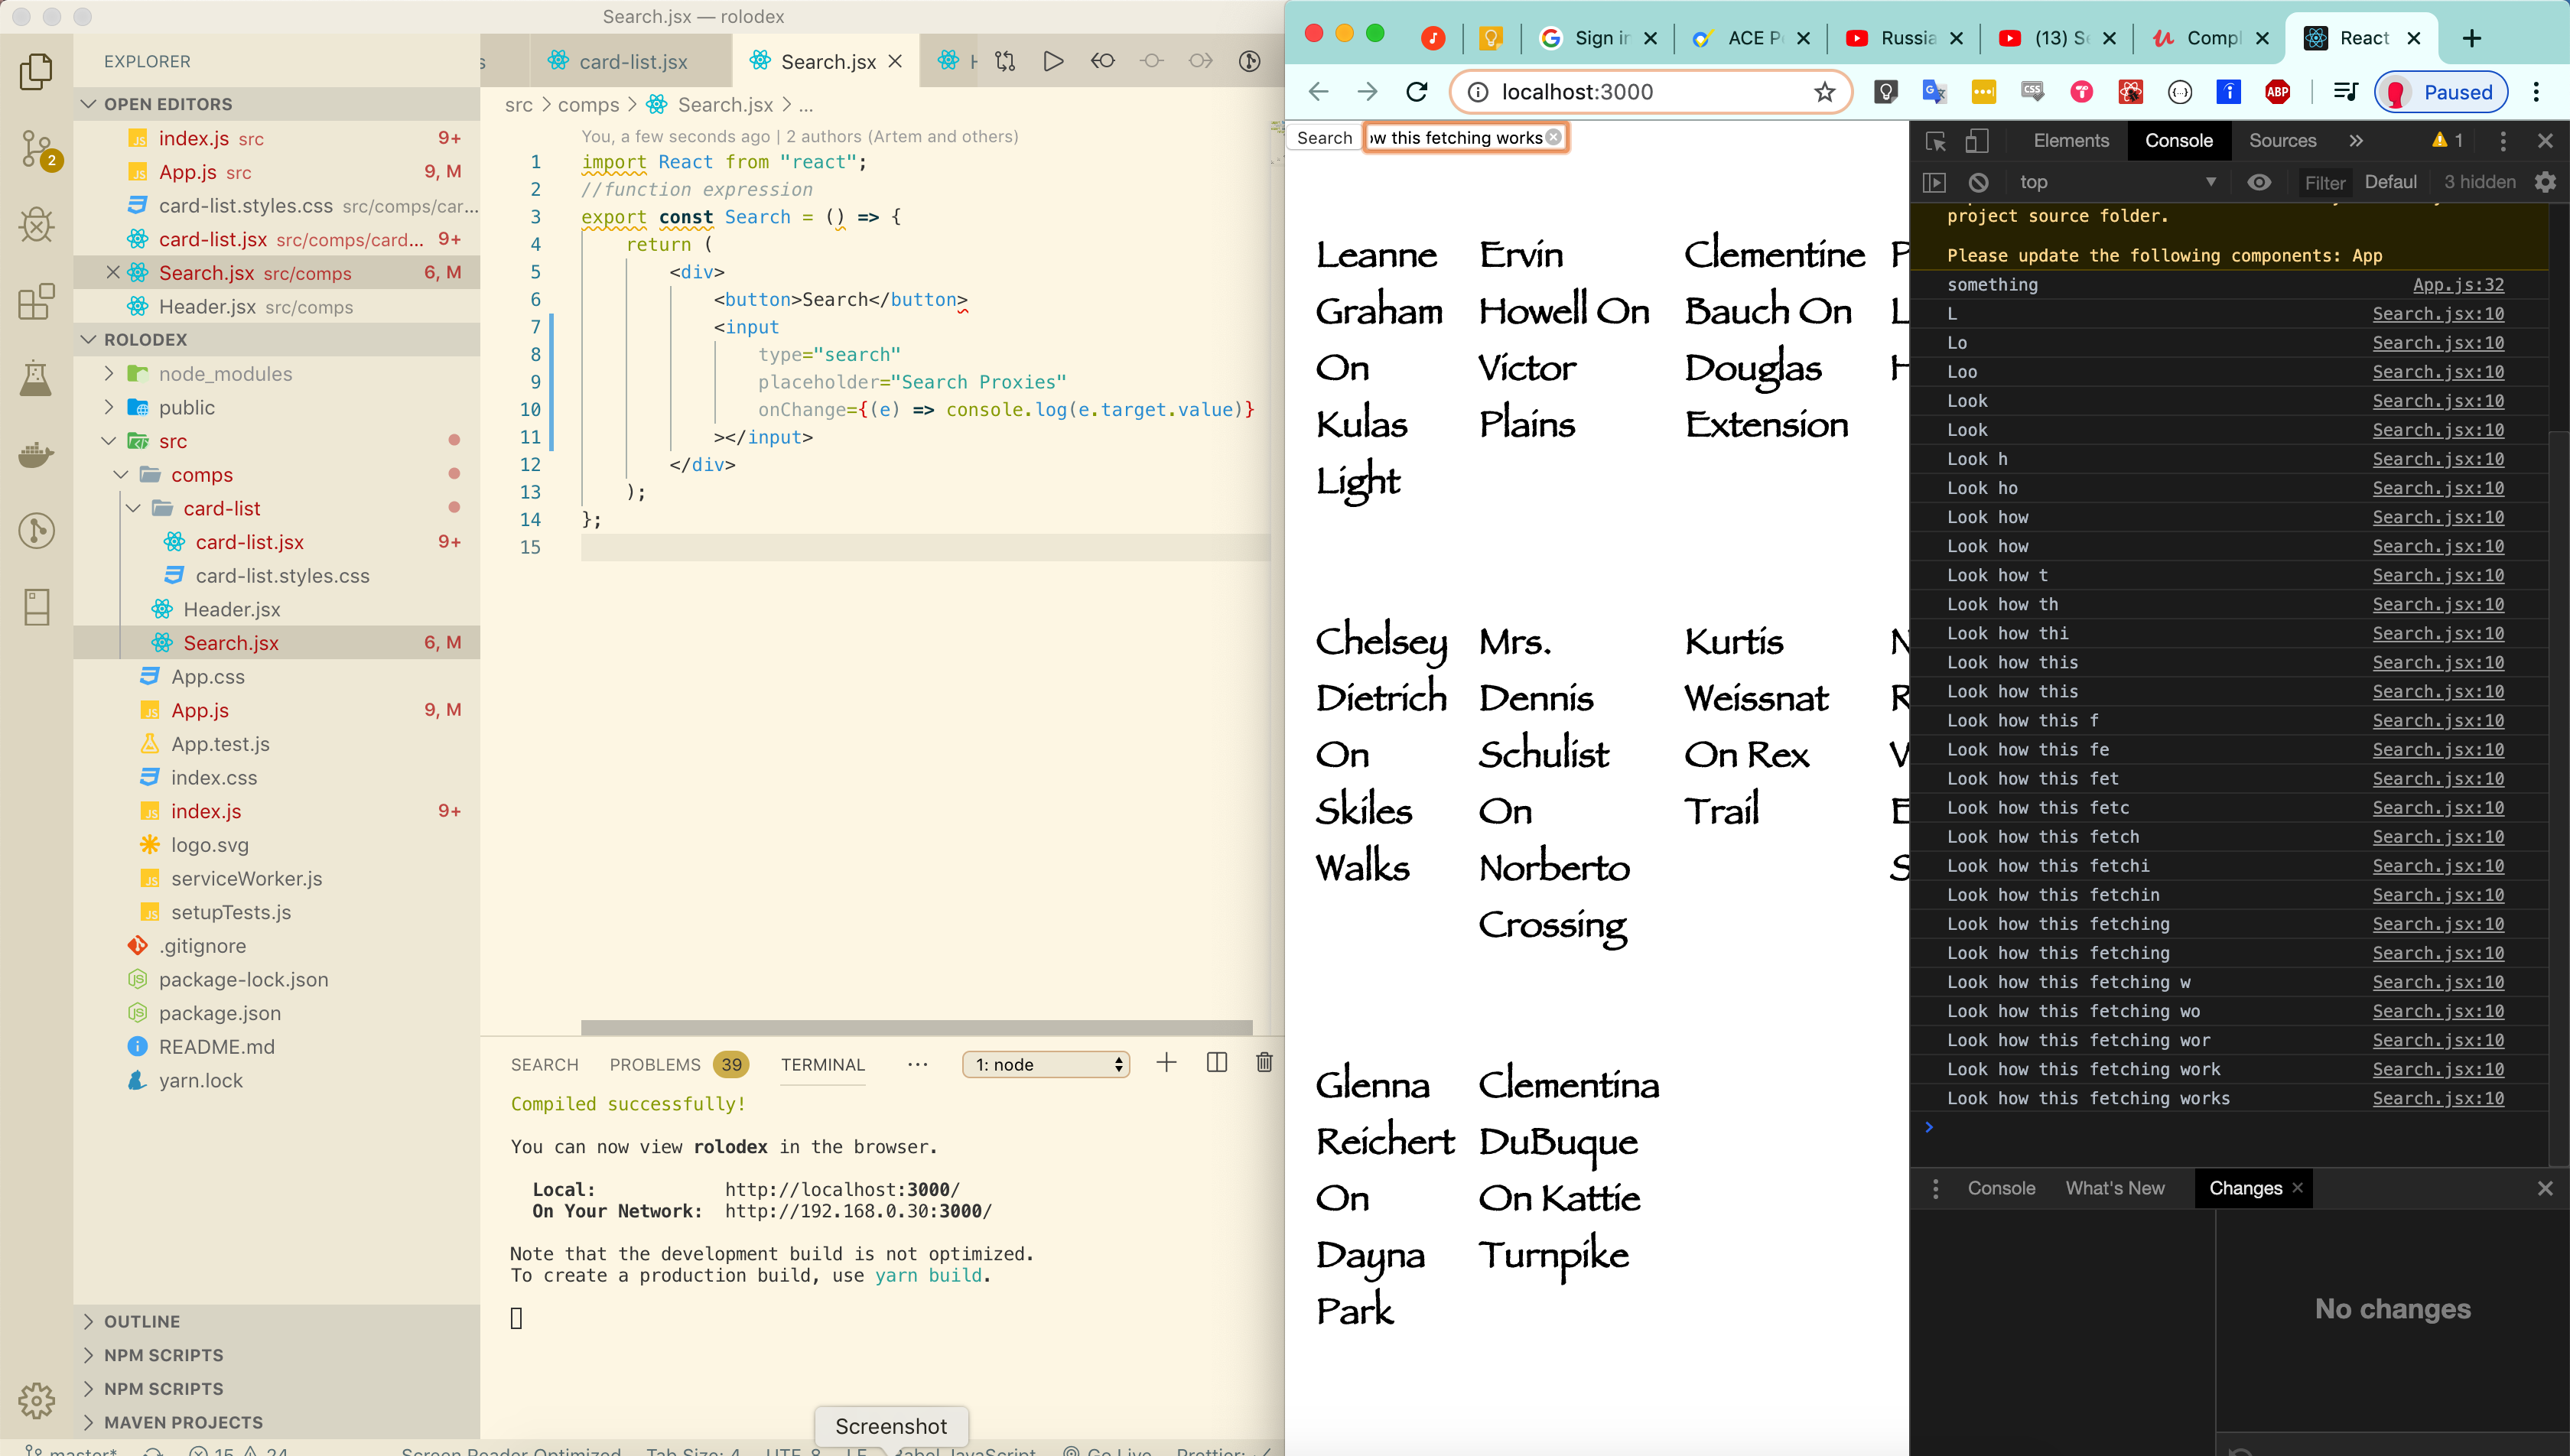 Search.jsx — rolodex
EXPLORER
OPEN EDITORS
index.js src 9+
App.js src 9, M
card-list.styles.css src/comps/car...
card-list.jsx src/comps/card... 9+
Search.jsx src/comps 6, M
Header.jsx src/comps
2
ROLODEX
node_modules
public
src
comps
card-list
card-list.jsx 9+
card-list.styles.css
Header.jsx
Search.jsx 6, M
App.css
App.js 9, M
App.test.js
index.css
index.js 9+
logo.svg
serviceWorker.js
setupTests.js
.gitignore
package-lock.json
package.json
README.md
yarn.lock
OUTLINE
NPM SCRIPTS
NPM SCRIPTS
MAVEN PROJECTS
card-list.jsx Search.jsx
src > comps > Search.jsx > ...
You, a few seconds ago | 2 authors (Artem and others)
1 import React from "react";
2 //function expression
3 export const Search = () => {
4 return (
5 <div>
6 <button>Search</button>
7 <input
8 type="search"
9 placeholder="Search Proxies"
10 onChange={(e) => console.log(e.target.value)}
11 ></input>
12 </div>
13 );
14 };
15
SEARCH PROBLEMS 39 TERMINAL ... 1: node
Compiled successfully!
You can now view rolodex in the browser.
Local: http://localhost:3000/
On Your Network: http://192.168.0.30:3000/
Note that the development build is not optimized.
To create a production build, use yarn build.
Screenshot
master* 15 24 Screen Reader Optimized Tab Size: 4 UTF-8 LF Babel JavaScript Go Live Prettier: ✓
Sign in ACE P Russia (13) Se Compl React
localhost:3000
CSS ABP Paused
Search w this fetching works
Leanne
Graham
On
Kulas
Light
Ervin
Howell On
Victor
Plains
Clementine
Bauch On
Douglas
Extension
Chelsey
Dietrich
On
Skiles
Walks
Mrs.
Dennis
Schulist
On
Norberto
Crossing
Kurtis
Weissnat
On Rex
Trail
Glenna
Reichert
On
Dayna
Park
Clementina
DuBuque
On Kattie
Turnpike
Elements Console Sources 1
top Filter Defaul 3 hidden
project source folder.
Please update the following components: App
something App.js:32
L Search.jsx:10
Lo Search.jsx:10
Loo Search.jsx:10
Look Search.jsx:10
Look Search.jsx:10
Look h Search.jsx:10
Look ho Search.jsx:10
Look how Search.jsx:10
Look how Search.jsx:10
Look how t Search.jsx:10
Look how th Search.jsx:10
Look how thi Search.jsx:10
Look how this Search.jsx:10
Look how this Search.jsx:10
Look how this f Search.jsx:10
Look how this fe Search.jsx:10
Look how this fet Search.jsx:10
Look how this fetc Search.jsx:10
Look how this fetch Search.jsx:10
Look how this fetchi Search.jsx:10
Look how this fetchin Search.jsx:10
Look how this fetching Search.jsx:10
Look how this fetching Search.jsx:10
Look how this fetching w Search.jsx:10
Look how this fetching wo Search.jsx:10
Look how this fetching wor Search.jsx:10
Look how this fetching work Search.jsx:10
Look how this fetching works Search.jsx:10
Console What's New Changes
No changes